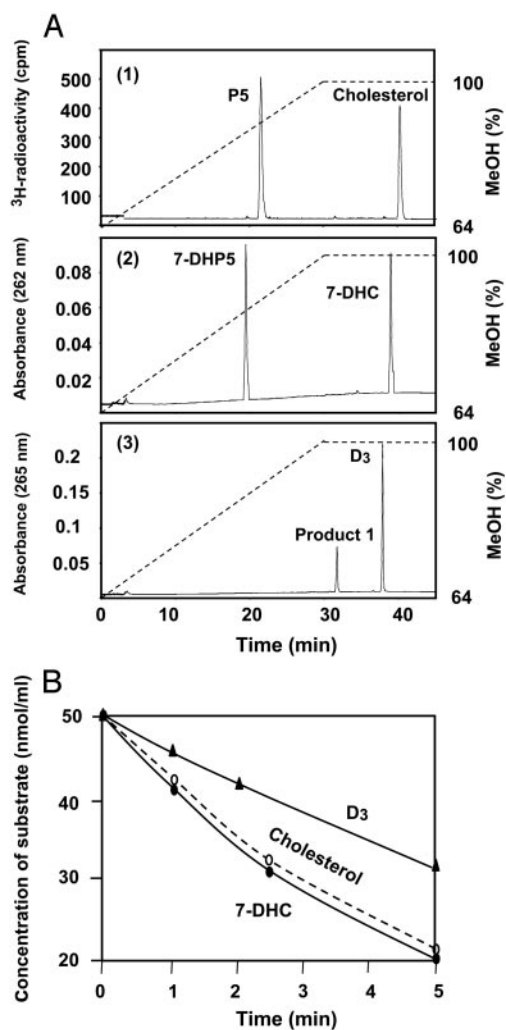 A
(1)
P5
Cholesterol
500
400
300
200
100
³H-radioactivity (cpm)
100
64
MeOH (%)
(2)
7-DHP5
7-DHC
0.08
0.06
0.04
0.02
Absorbance (262 nm)
100
64
MeOH (%)
(3)
D₃
Product 1
0.2
0.15
0.1
0.05
Absorbance (265 nm)
100
64
MeOH (%)
0 10 20 30 40
Time (min)
B
50
40
30
20
Concentration of substrate (nmol/ml)
D₃
Cholesterol
7-DHC
0 1 2 3 4 5
Time (min)